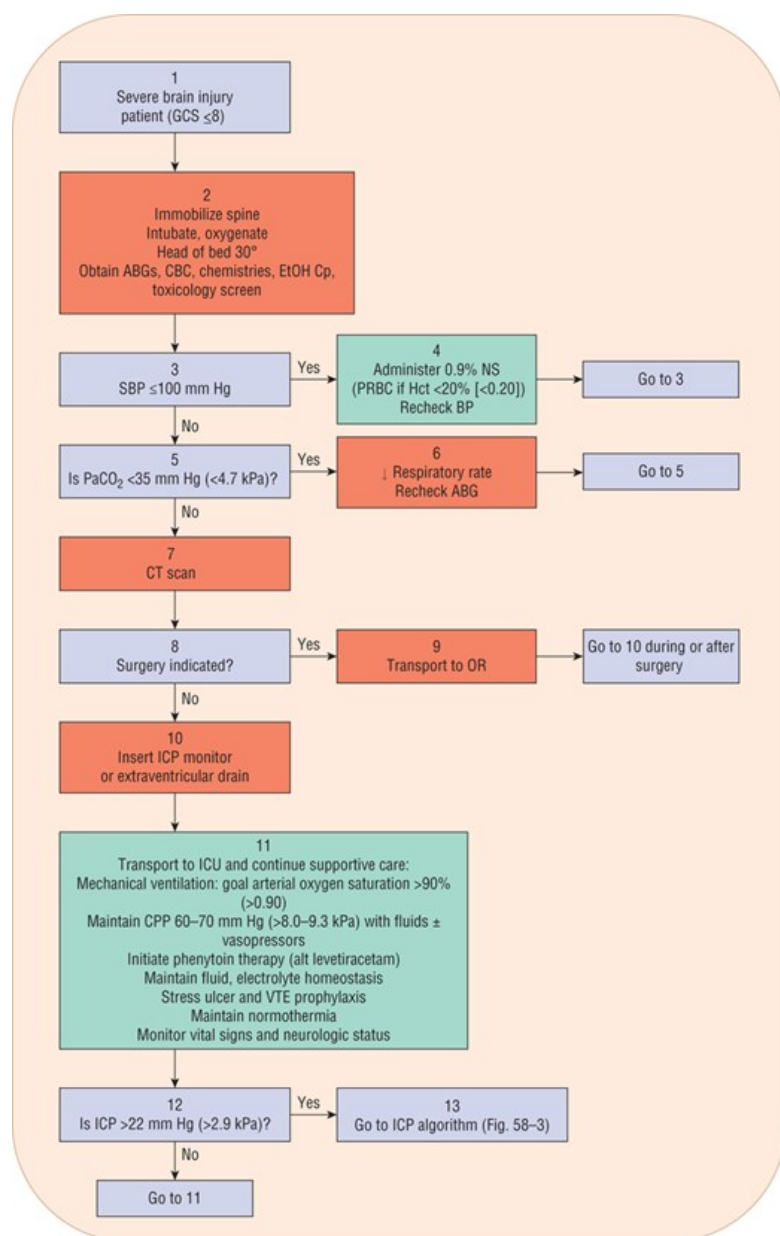 1
Severe brain injury
patient (GCS ≤8)
2
Immobilize spine
Intubate, oxygenate
Head of bed 30°
Obtain ABGs, CBC, chemistries, EtOH Cp,
toxicology screen
3
SBP ≤100 mm Hg
Yes
4
Administer 0.9% NS
(PRBC if Hct <20% [<0.20])
Recheck BP
Go to 3
No
5
Is PaCO₂ <35 mm Hg (<4.7 kPa)?
Yes
6
↓ Respiratory rate
Recheck ABG
Go to 5
No
7
CT scan
8
Surgery indicated?
Yes
9
Transport to OR
Go to 10 during or after
surgery
No
10
Insert ICP monitor
or extraventricular drain
11
Transport to ICU and continue supportive care:
Mechanical ventilation: goal arterial oxygen saturation >90%
(>0.90)
Maintain CPP 60–70 mm Hg (>8.0–9.3 kPa) with fluids ±
vasopressors
Initiate phenytoin therapy (alt levetiracetam)
Maintain fluid, electrolyte homeostasis
Stress ulcer and VTE prophylaxis
Maintain normothermia
Monitor vital signs and neurologic status
12
Is ICP >22 mm Hg (>2.9 kPa)?
Yes
13
Go to ICP algorithm (Fig. 58–3)
No
Go to 11